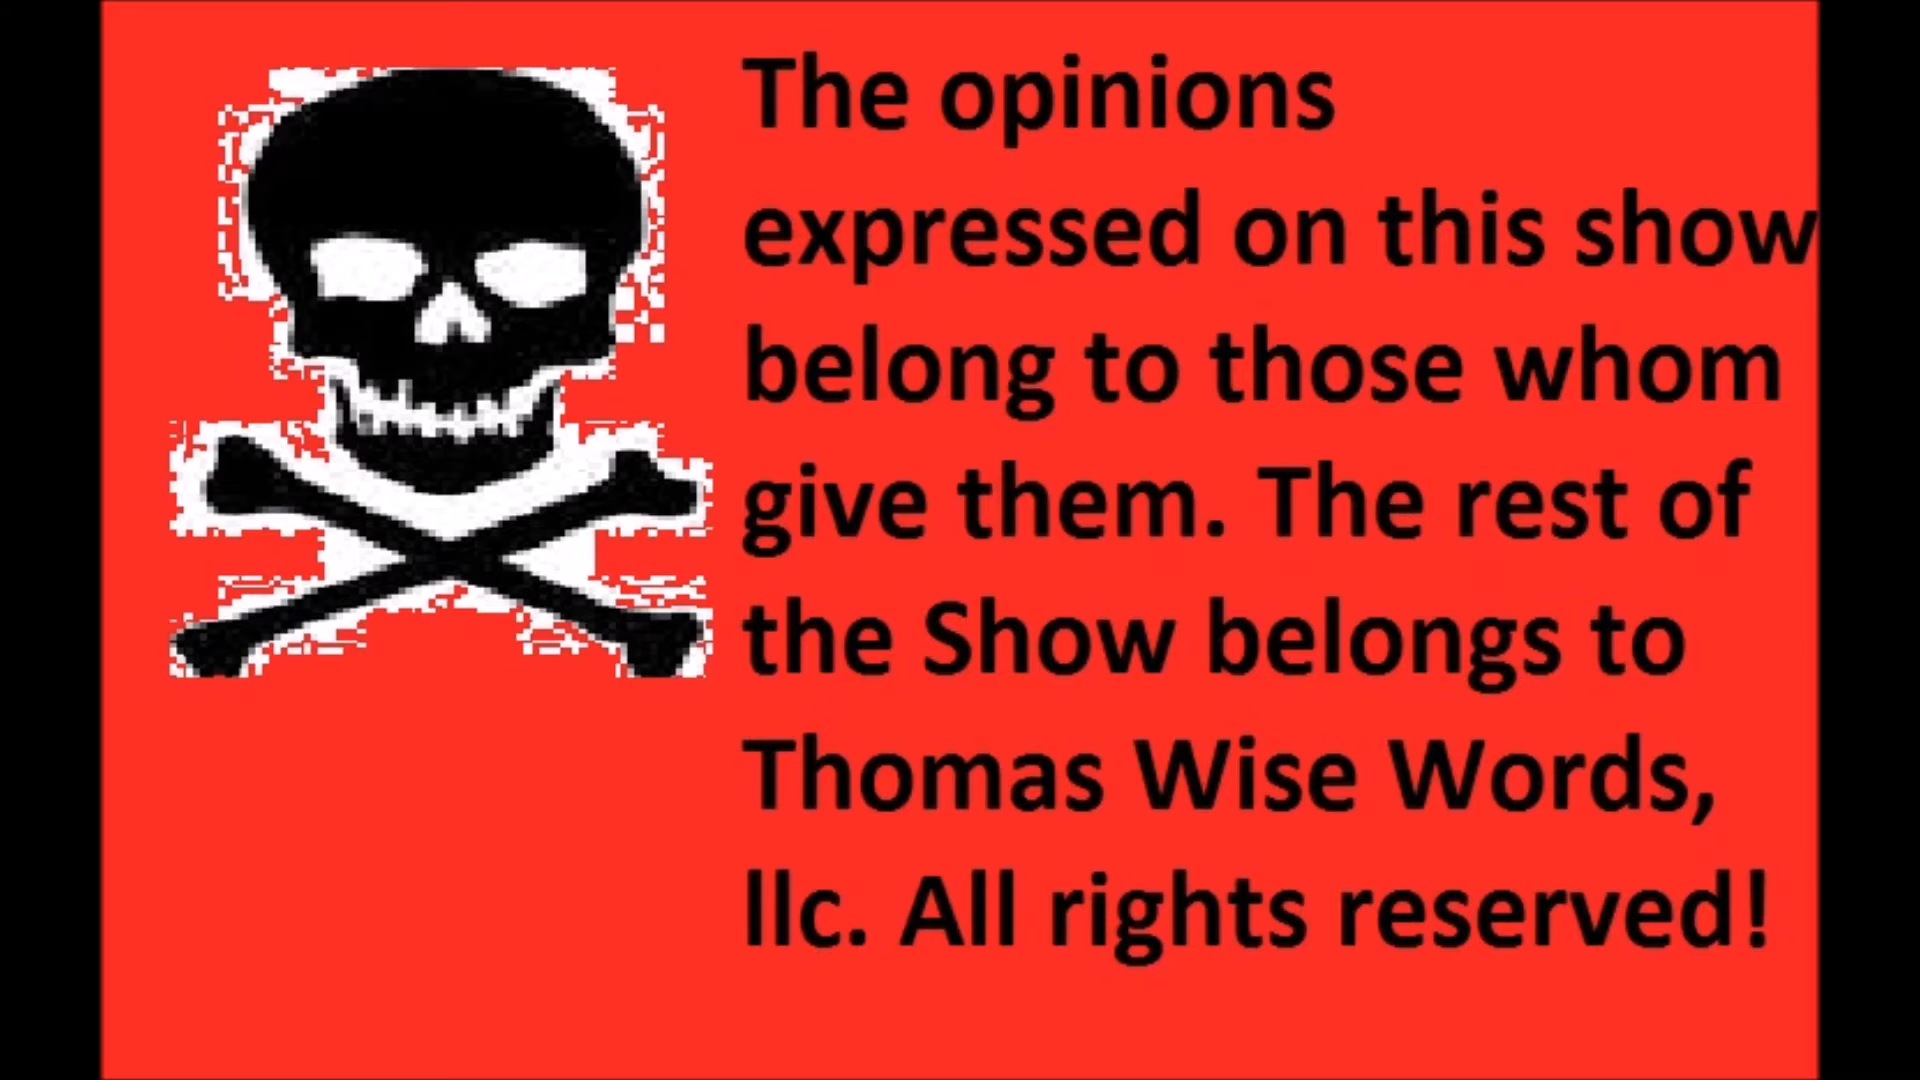 The opinions
expressed on this show
belong to those whom
give them. The rest of
the Show belongs to
Thomas Wise Words,
llc. All rights reserved!